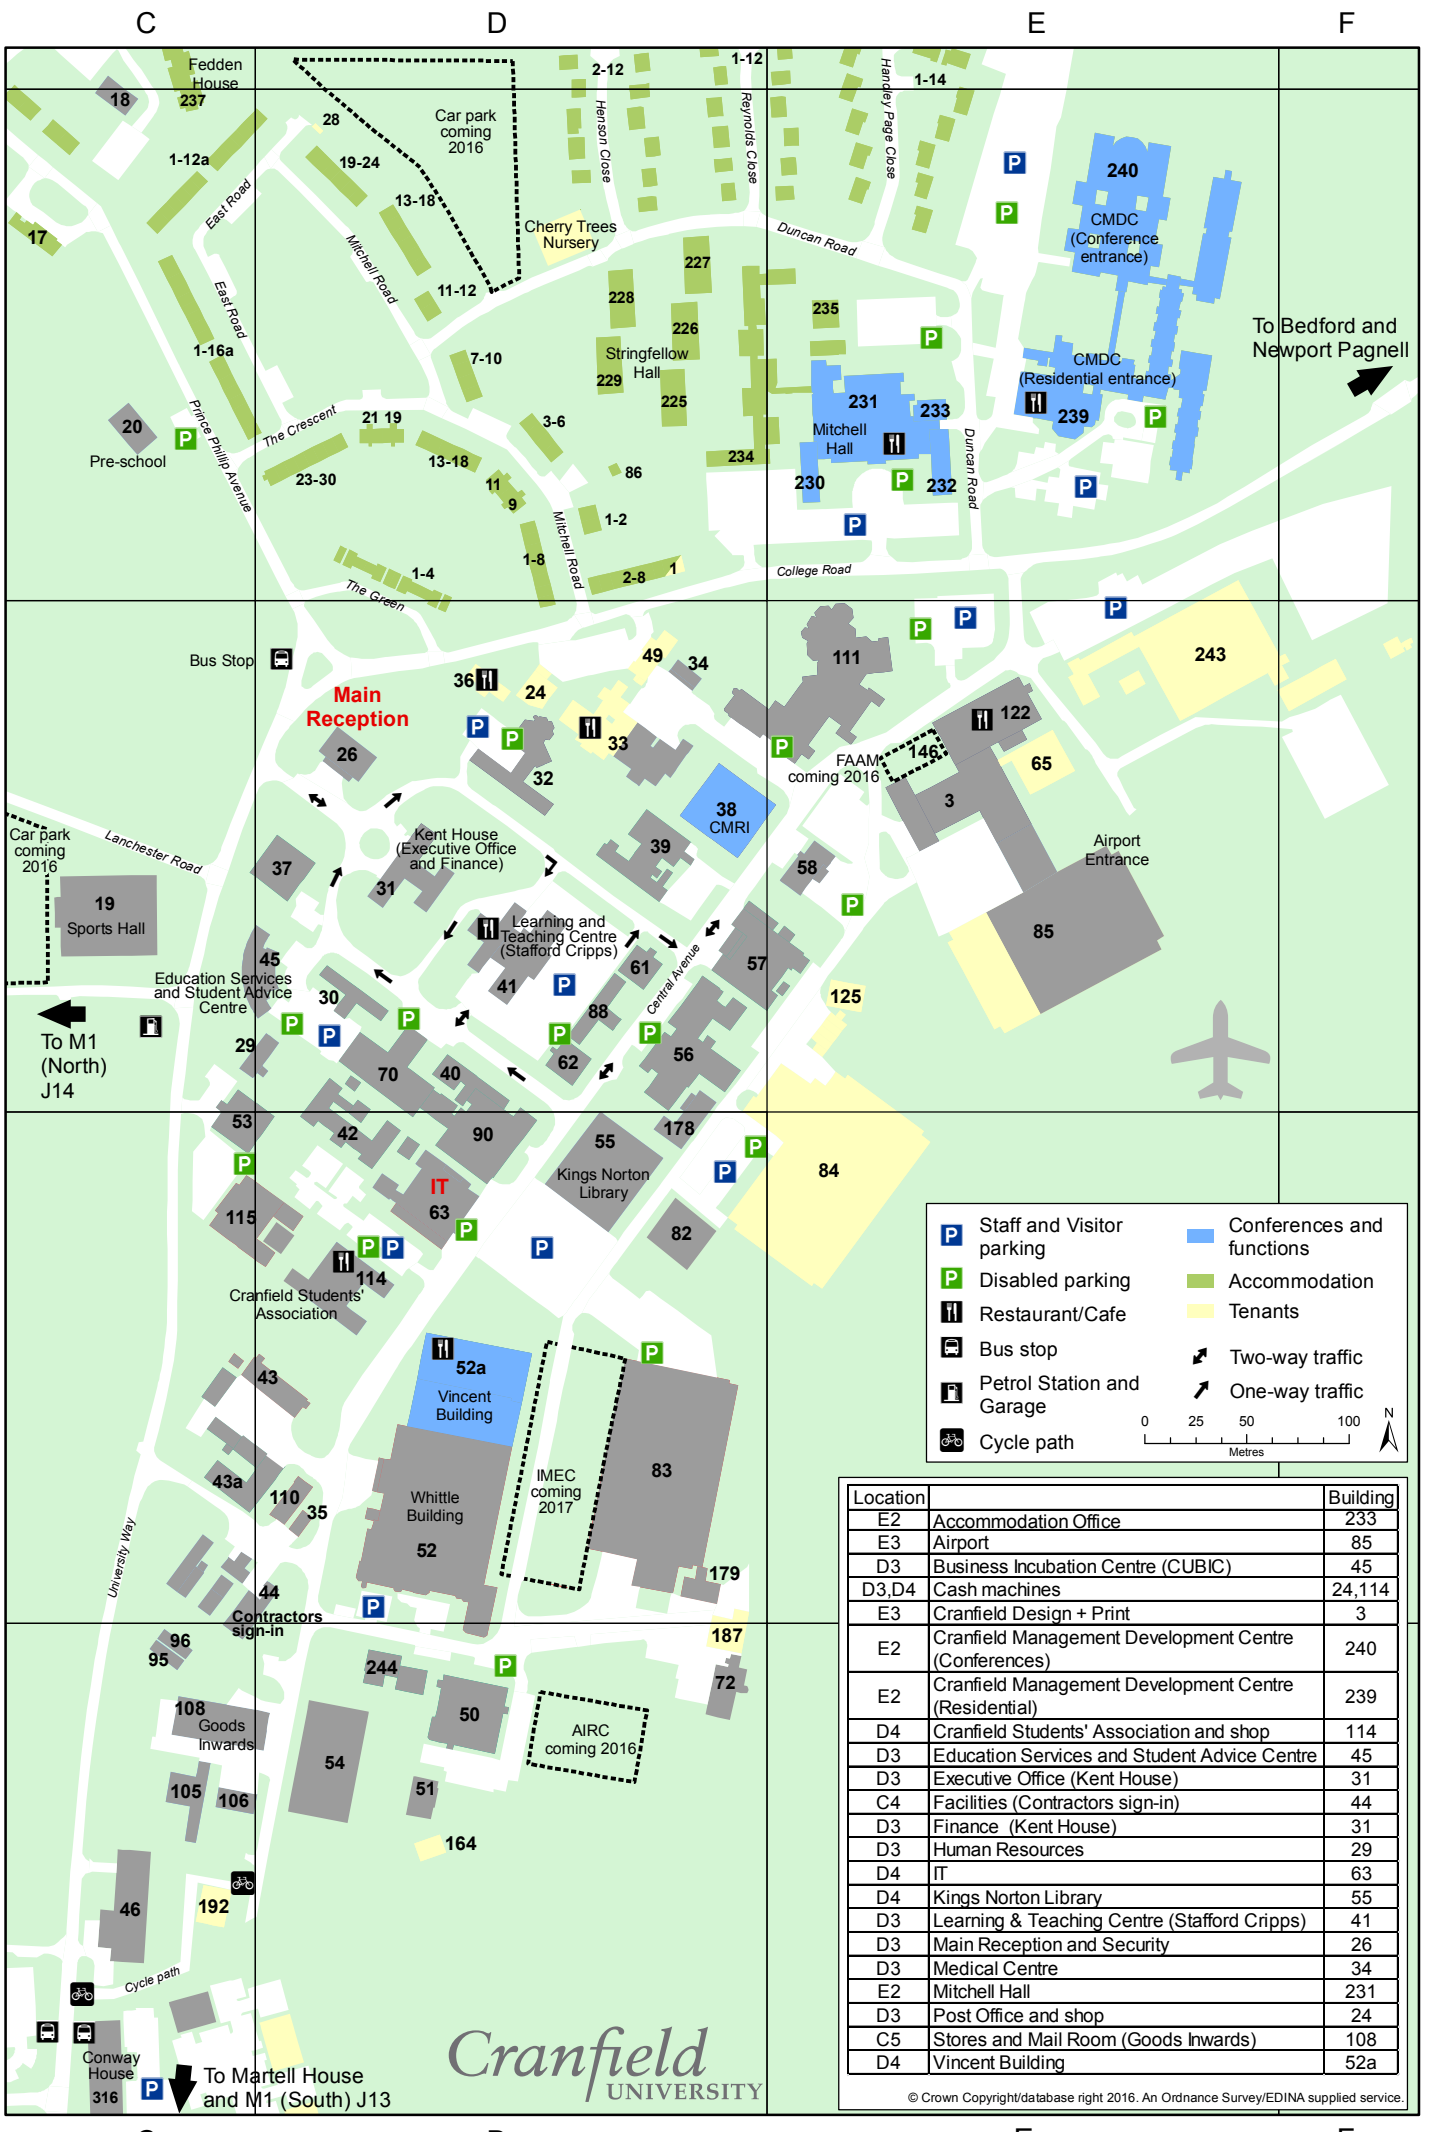 C
D
E
F
Fedden
House
237
18
28
2-12
1-12
1-14
Car park
coming
2016
Henson Close
Reynolds Close
Handley Page Close
1-12a
19-24
13-18
East Road
17
Mitchell Road
Cherry Trees
Nursery
Duncan Road
P
P
240
CMDC
(Conference
entrance)
East Road
11-12
227
228
226
235
P
1-16a
7-10
Stringfellow
Hall
229
225
To Bedford and
Newport Pagnell
CMDC
(Residential entrance)
239
P
231
233
Mitchell
Hall
20
P
Pre-school
Prince Phillip Avenue
The Crescent
21 19
3-6
23-30
13-18
11
9
86
234
230
P
232
Duncan Road
P
P
1-2
Mitchell Road
1-8
1-4
The Green
2-8
1
College Road
Bus Stop
36
24
49
34
111
P
P
P
243
Main
Reception
26
P
P
33
32
P
122
146
FAAM
coming 2016
65
3
38
CMRI
Car park
coming
2016
Lanchester Road
37
Kent House
(Executive Office
and Finance)
31
39
58
Airport
Entrance
19
Sports Hall
P
85
Learning and
Teaching Centre
(Stafford Cripps)
41
45
Education Services
and Student Advice
Centre
30
61
P
88
Central Avenue
57
125
To M1
(North)
J14
P
P
P
P
P
29
62
56
70
40
53
42
90
55
178
P
P
84
P
Kings Norton
Library
IT
63
P
115
P
P
P
82
114
Cranfield Students'
Association
52a
Vincent
Building
P
43
43a
110
35
Whittle
Building
52
IMEC
coming
2017
83
University Way
44
Contractors
sign-in
P
179
187
96
95
244
P
72
108
Goods
Inwards
50
AIRC
coming 2016
54
105
106
51
164
46
192
Cycle path
Conway
House
316
P
To Martell House
and M1 (South) J13
Cranfield
UNIVERSITY
P Staff and Visitor
parking
P Disabled parking
Restaurant/Cafe
Bus stop
Petrol Station and
Garage
Cycle path
Conferences and
functions
Accommodation
Tenants
Two-way traffic
One-way traffic
0 25 50 100
Metres
N
Location Building
E2 Accommodation Office 233
E3 Airport 85
D3 Business Incubation Centre (CUBIC) 45
D3,D4 Cash machines 24,114
E3 Cranfield Design + Print 3
E2 Cranfield Management Development Centre
(Conferences) 240
E2 Cranfield Management Development Centre
(Residential) 239
D4 Cranfield Students' Association and shop 114
D3 Education Services and Student Advice Centre 45
D3 Executive Office (Kent House) 31
C4 Facilities (Contractors sign-in) 44
D3 Finance (Kent House) 31
D3 Human Resources 29
D4 IT 63
D4 Kings Norton Library 55
D3 Learning & Teaching Centre (Stafford Cripps) 41
D3 Main Reception and Security 26
D3 Medical Centre 34
E2 Mitchell Hall 231
D3 Post Office and shop 24
C5 Stores and Mail Room (Goods Inwards) 108
D4 Vincent Building 52a
© Crown Copyright/database right 2016. An Ordnance Survey/EDINA supplied service.